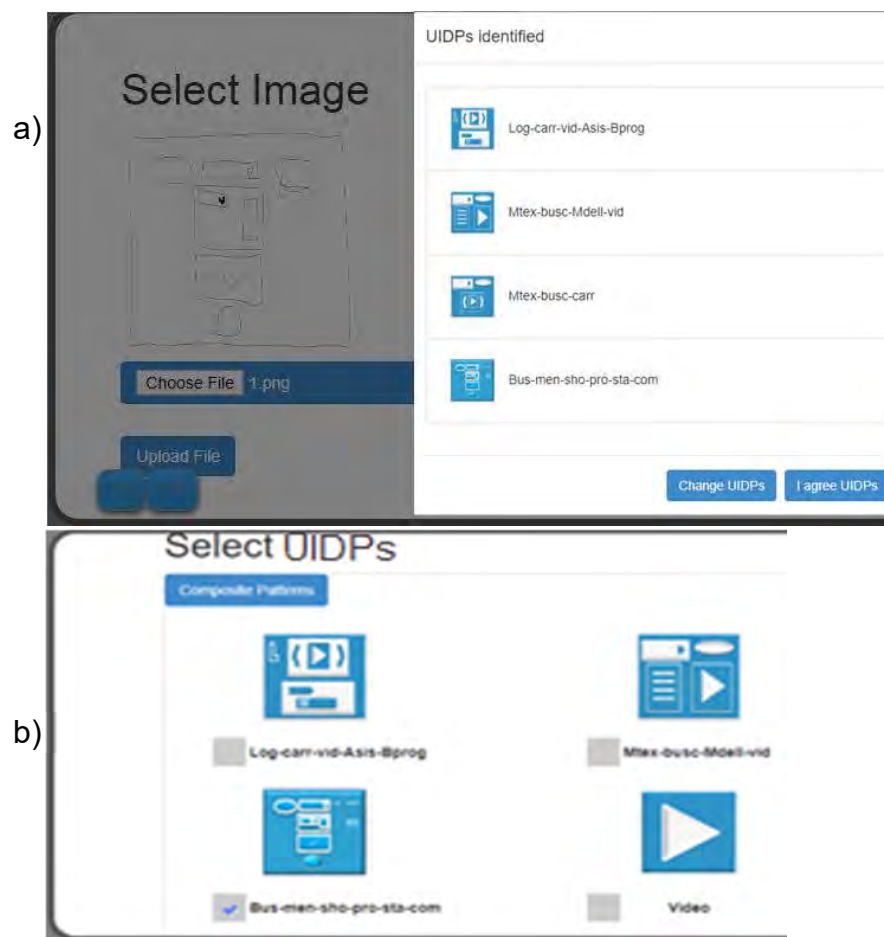 a)
Select Image
Choose File 1.png
Upload File
UIDPs identified
Log-carr-vid-Asis-Bprog
Mtex-busc-Mdell-vid
Mtex-busc-carr
Bus-men-sho-pro-sta-com
Change UIDPs
I agree UIDPs
b)
Select UIDPs
Composite Patterns
Log-carr-vid-Asis-Bprog
Mtex-busc-Mdell-vid
Bus-men-sho-pro-sta-com
Video